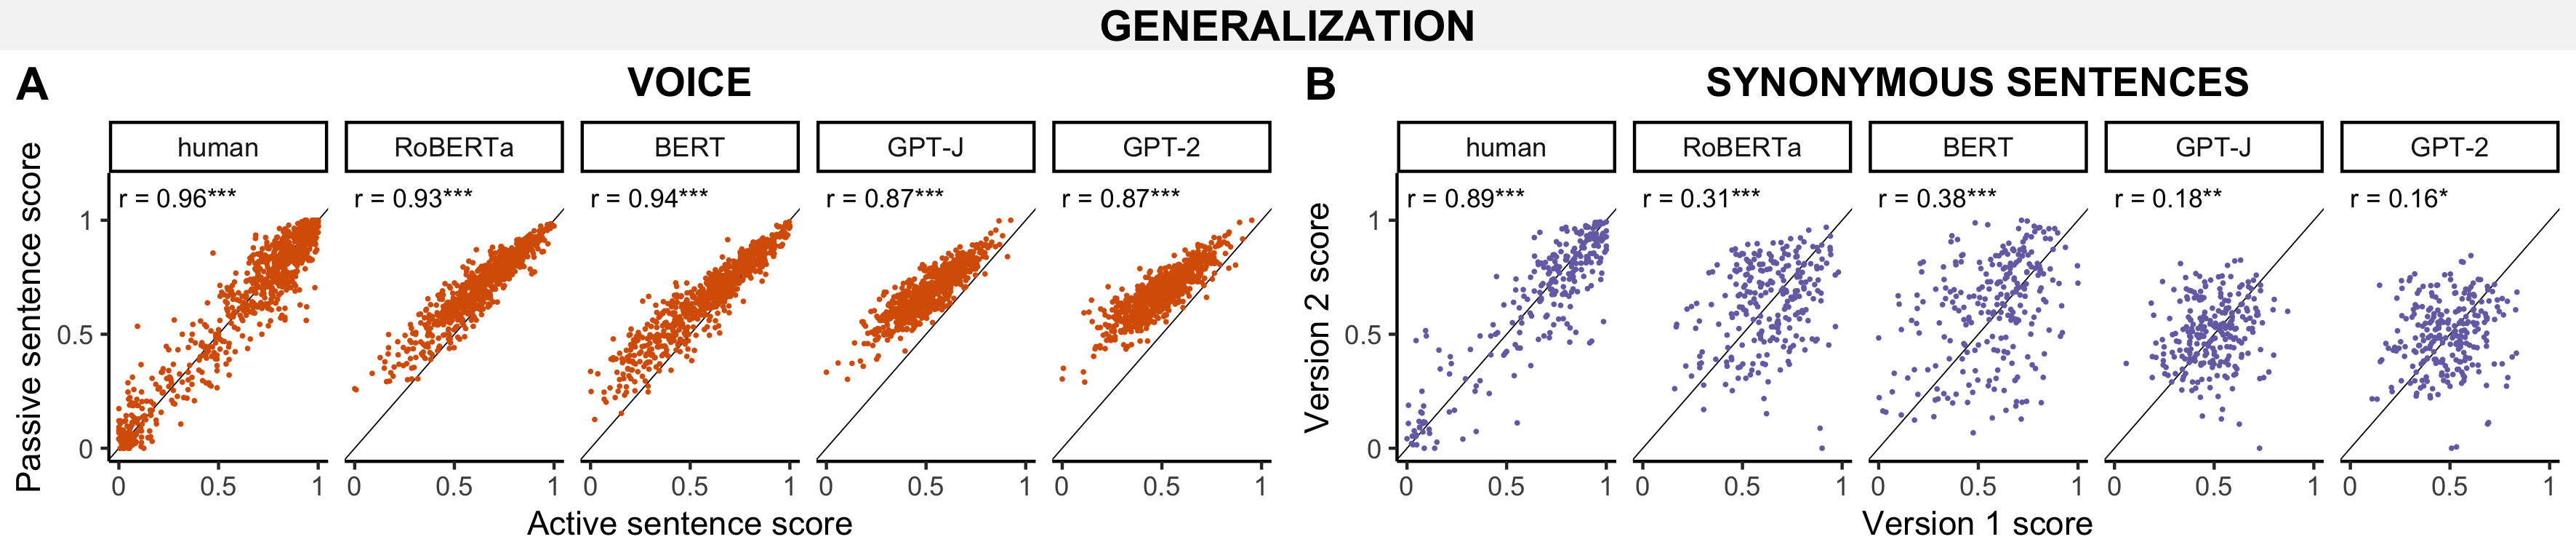 GENERALIZATION
A VOICE
human RoBERTa BERT GPT-J GPT-2
r = 0.96*** r = 0.93*** r = 0.94*** r = 0.87*** r = 0.87***
Passive sentence score
1
0.5
0
0 0.5 1 0 0.5 1 0 0.5 1 0 0.5 1 0 0.5 1
Active sentence score
B SYNONYMOUS SENTENCES
human RoBERTa BERT GPT-J GPT-2
r = 0.89*** r = 0.31*** r = 0.38*** r = 0.18** r = 0.16*
Version 2 score
1
0.5
0
0 0.5 1 0 0.5 1 0 0.5 1 0 0.5 1 0 0.5 1
Version 1 score